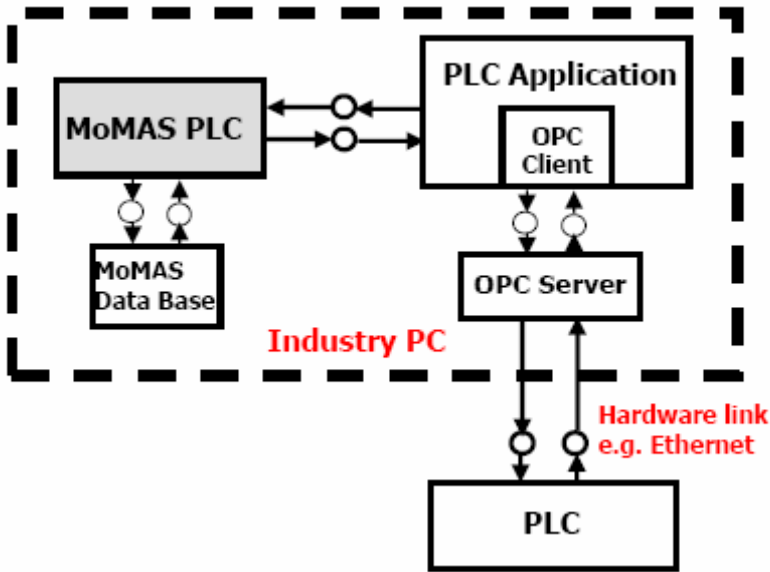 PLC Application
MoMAS PLC
OPC
Client
MoMAS
Data Base
OPC Server
Industry PC
Hardware link
e.g. Ethernet
PLC